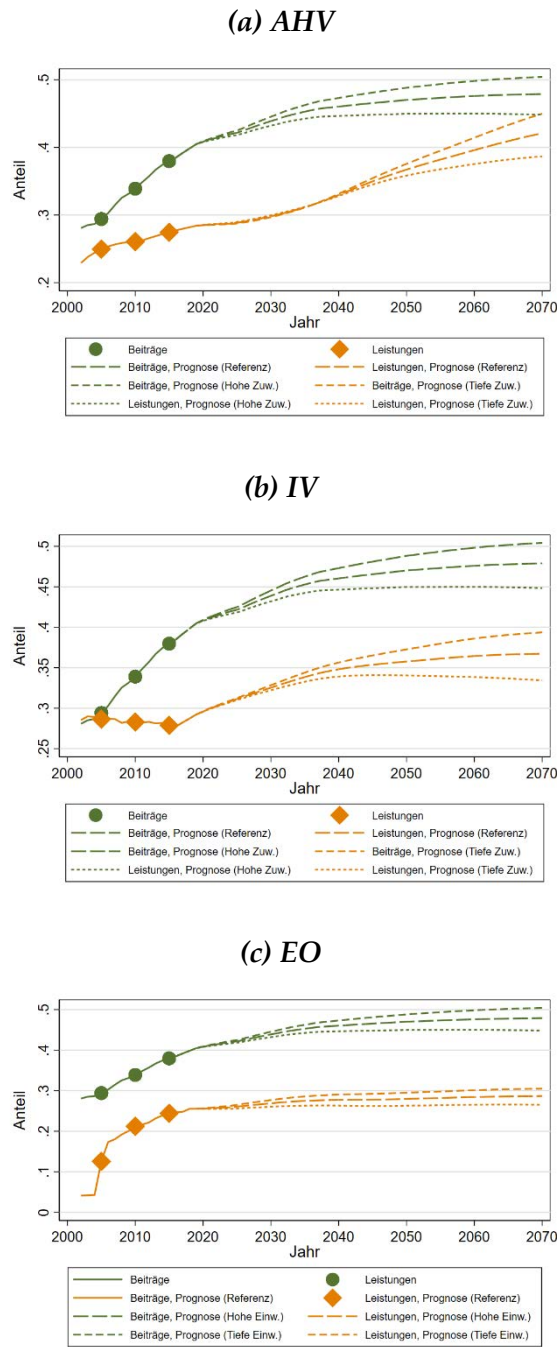 (a) AHV
.5
.4
.3
.2
Anteil
2000 2010 2020 2030 2040 2050 2060 2070
Jahr
Beiträge Leistungen
Beiträge, Prognose (Referenz) Leistungen, Prognose (Referenz)
Beiträge, Prognose (Hohe Zuw.) Beiträge, Prognose (Tiefe Zuw.)
Leistungen, Prognose (Hohe Zuw.) Leistungen, Prognose (Tiefe Zuw.)
(b) IV
.5
.45
.4
.35
.3
.25
Anteil
2000 2010 2020 2030 2040 2050 2060 2070
Jahr
Beiträge Leistungen
Beiträge, Prognose (Referenz) Leistungen, Prognose (Referenz)
Beiträge, Prognose (Hohe Zuw.) Beiträge, Prognose (Tiefe Zuw.)
Leistungen, Prognose (Hohe Zuw.) Leistungen, Prognose (Tiefe Zuw.)
(c) EO
.5
.4
.3
.2
.1
0
Anteil
2000 2010 2020 2030 2040 2050 2060 2070
Jahr
Beiträge Leistungen
Beiträge, Prognose (Referenz) Leistungen, Prognose (Referenz)
Beiträge, Prognose (Hohe Einw.) Leistungen, Prognose (Hohe Einw.)
Beiträge, Prognose (Tiefe Einw.) Leistungen, Prognose (Tiefe Einw.)